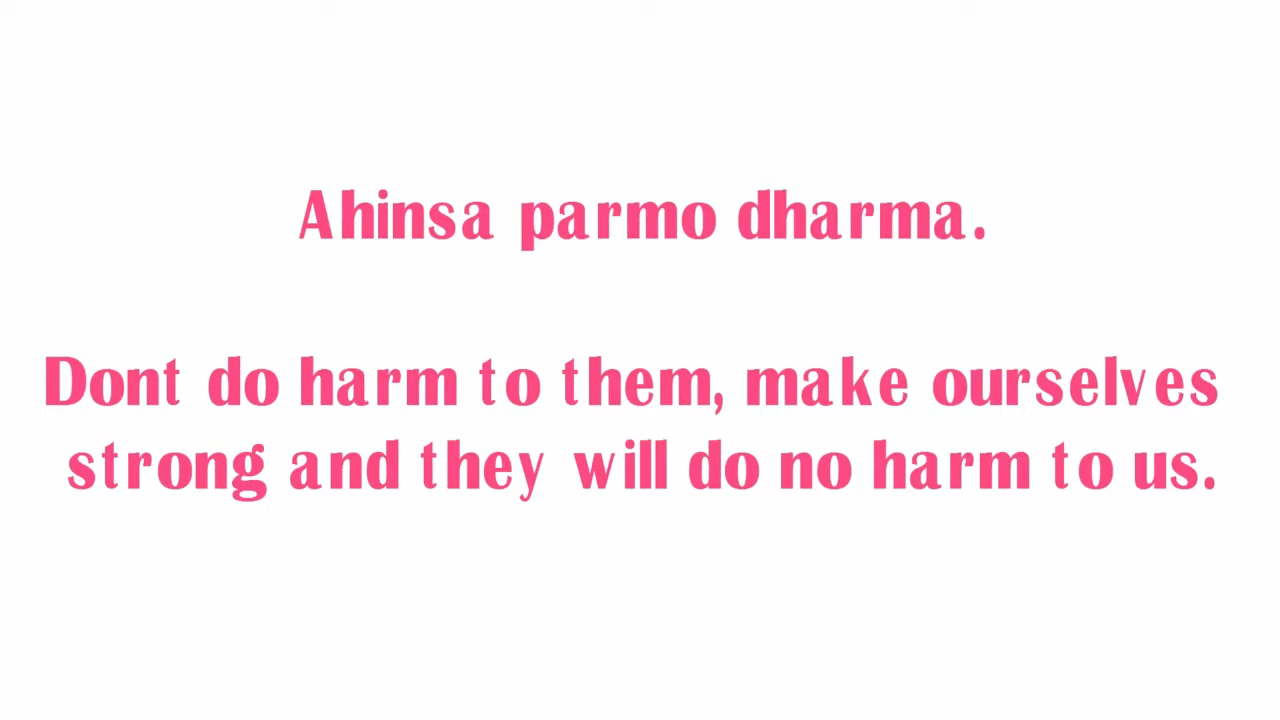 Ahinsa parmo dharma.
Dont do harm to them, make ourselves
strong and they will do no harm to us.